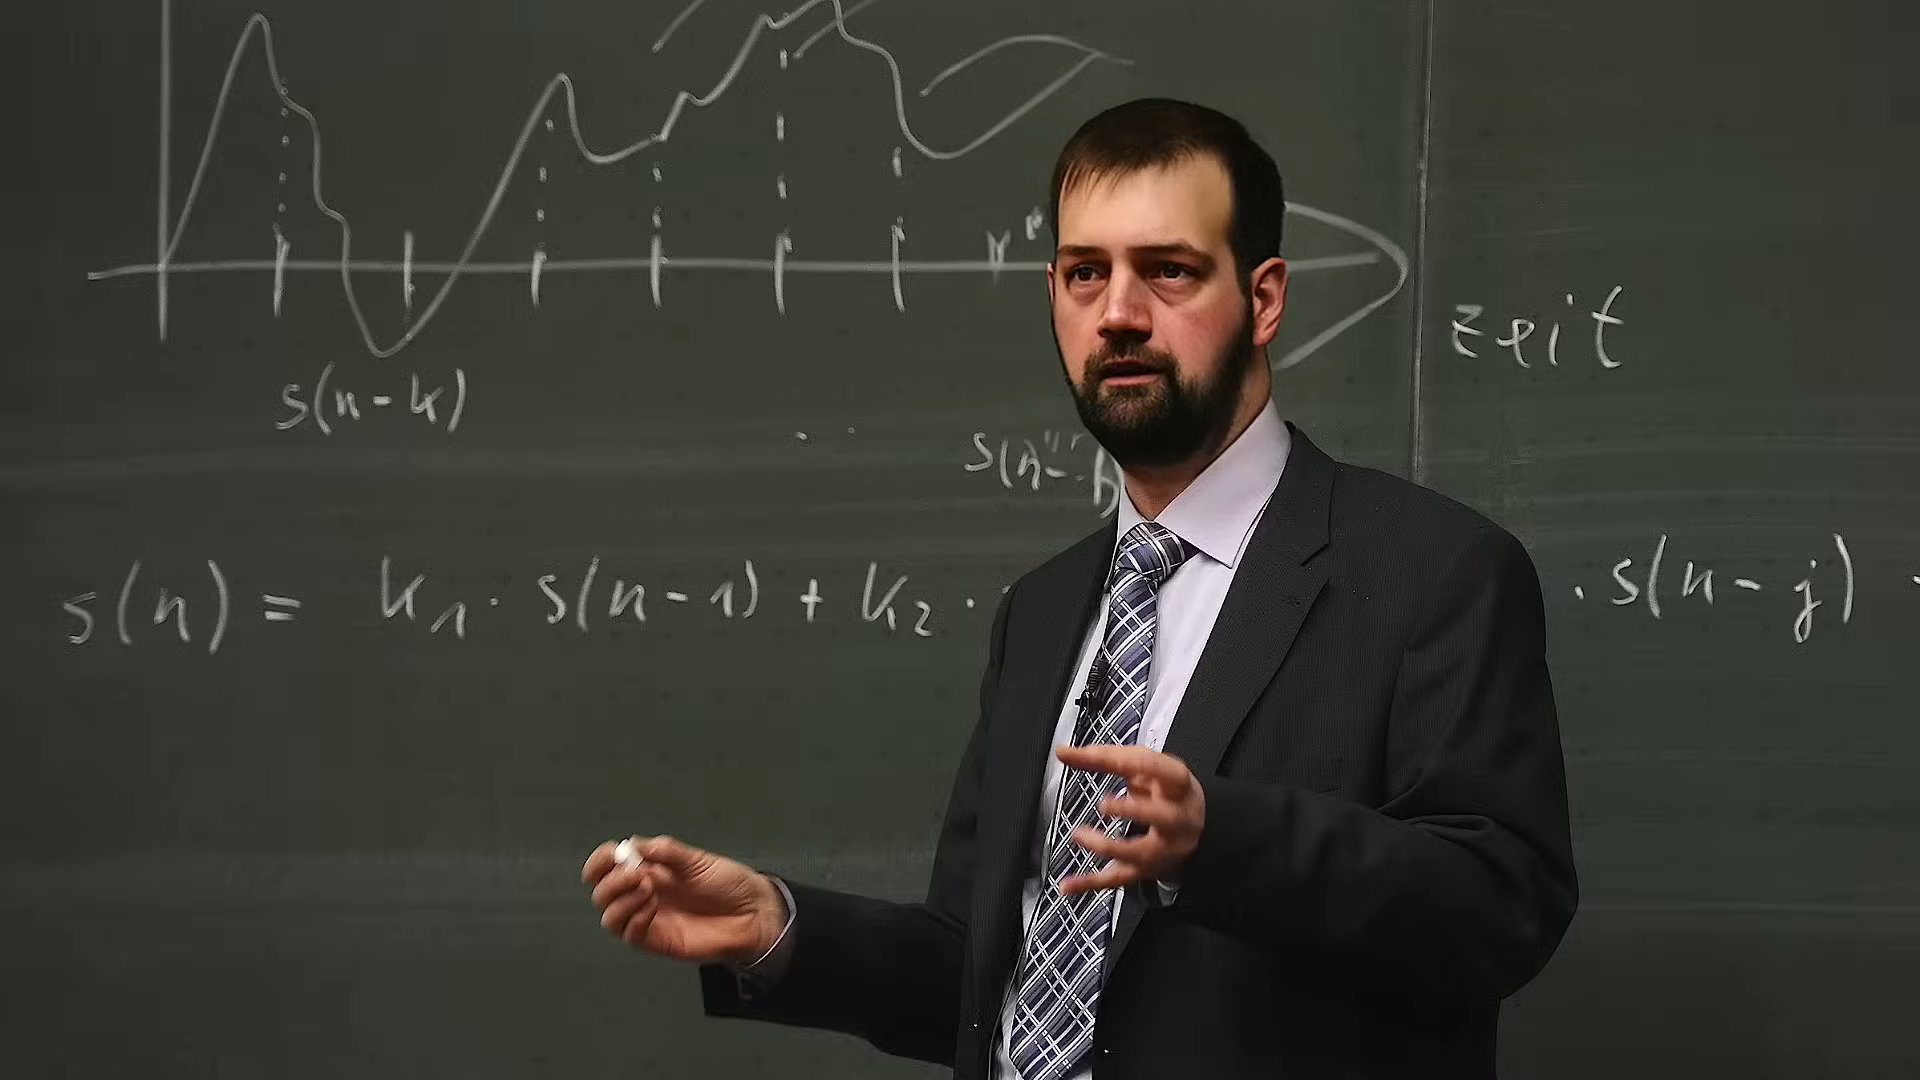 Zeit
s(n-k)
s(n) = k₁ · s(n-1) + k₂ · · s(n-j)